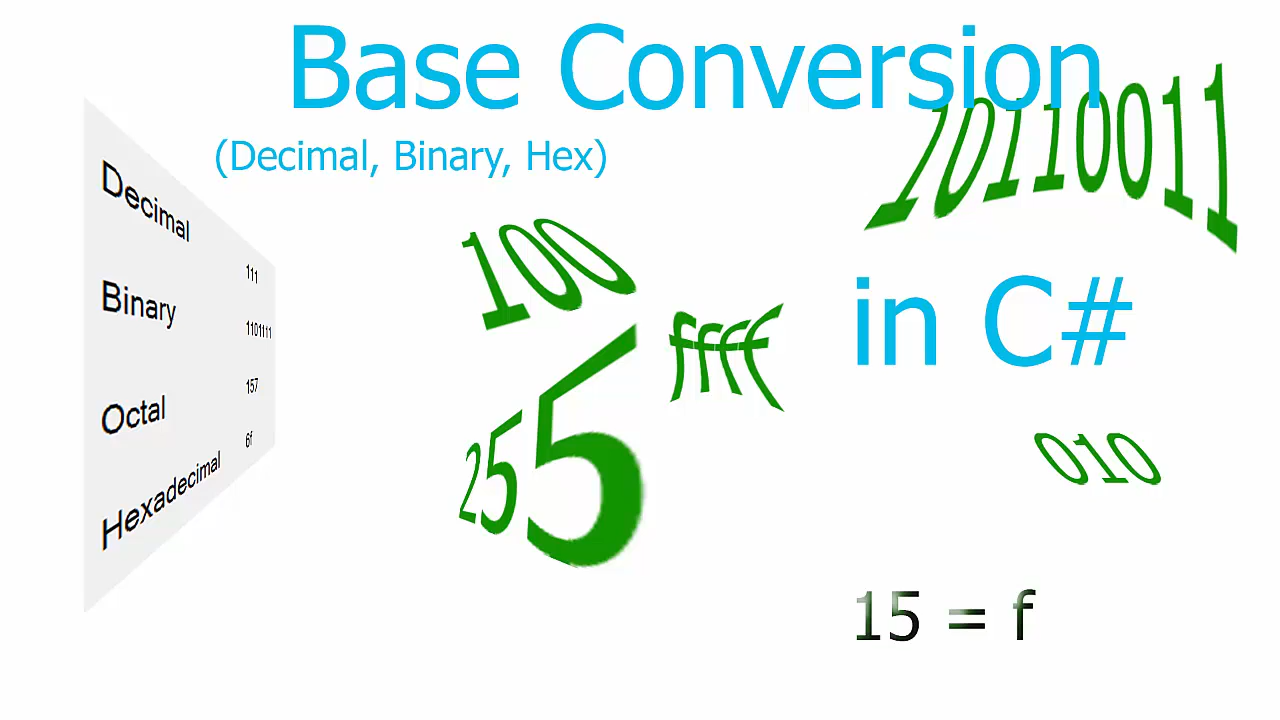 Base Conversion
(Decimal, Binary, Hex)
10110011
in C#
Decimal
111
Binary
1101111
Octal
157
Hexadecimal
6f
100
ffff
255
010
15 = f